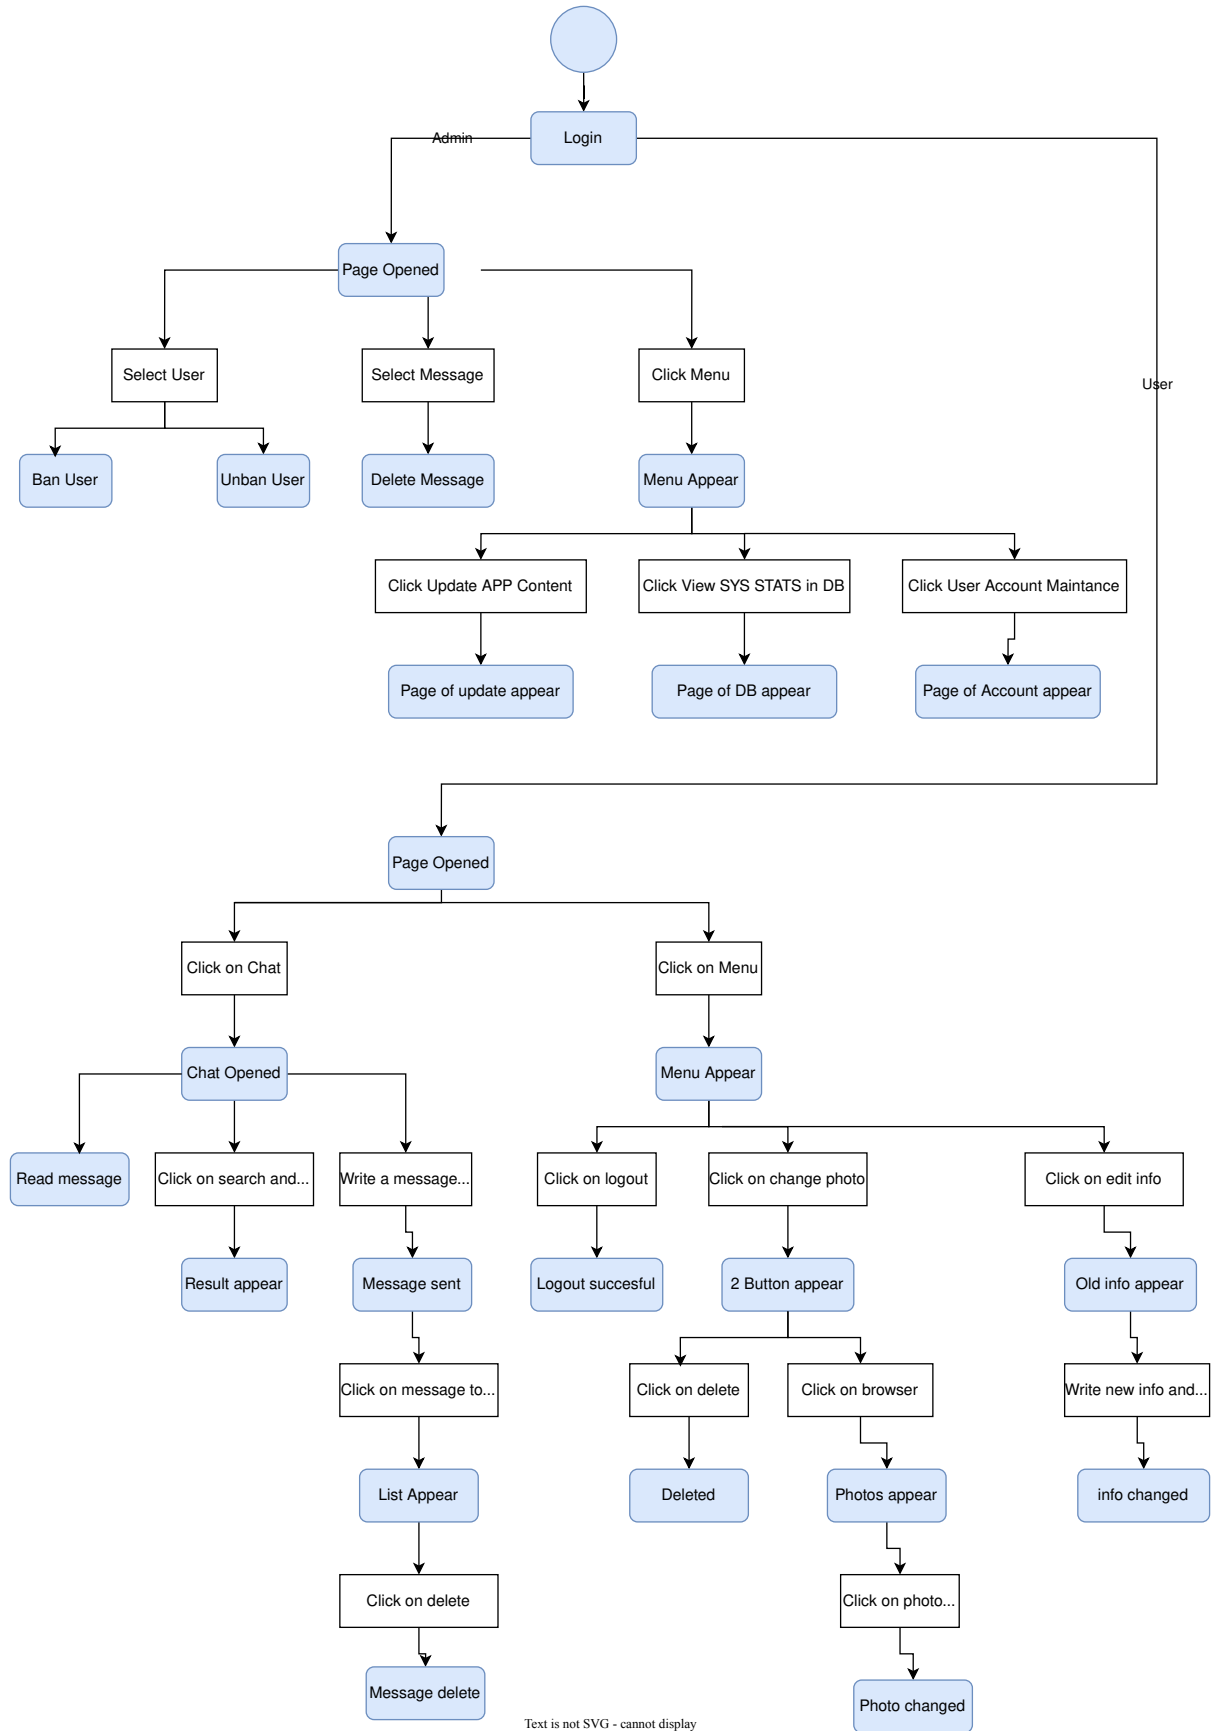 Login
Admin
Page Opened
Select User
Select Message
Click Menu
User
Ban User
Unban User
Delete Message
Menu Appear
Click Update APP Content
Click View SYS STATS in DB
Click User Account Maintance
Page of update appear
Page of DB appear
Page of Account appear
Page Opened
Click on Chat
Click on Menu
Chat Opened
Menu Appear
Read message
Click on search and...
Write a message...
Click on logout
Click on change photo
Click on edit info
Result appear
Message sent
Logout succesful
2 Button appear
Old info appear
Click on message to...
Click on delete
Click on browser
Write new info and...
List Appear
Deleted
Photos appear
info changed
Click on delete
Click on photo...
Message delete
Photo changed
Text is not SVG - cannot display